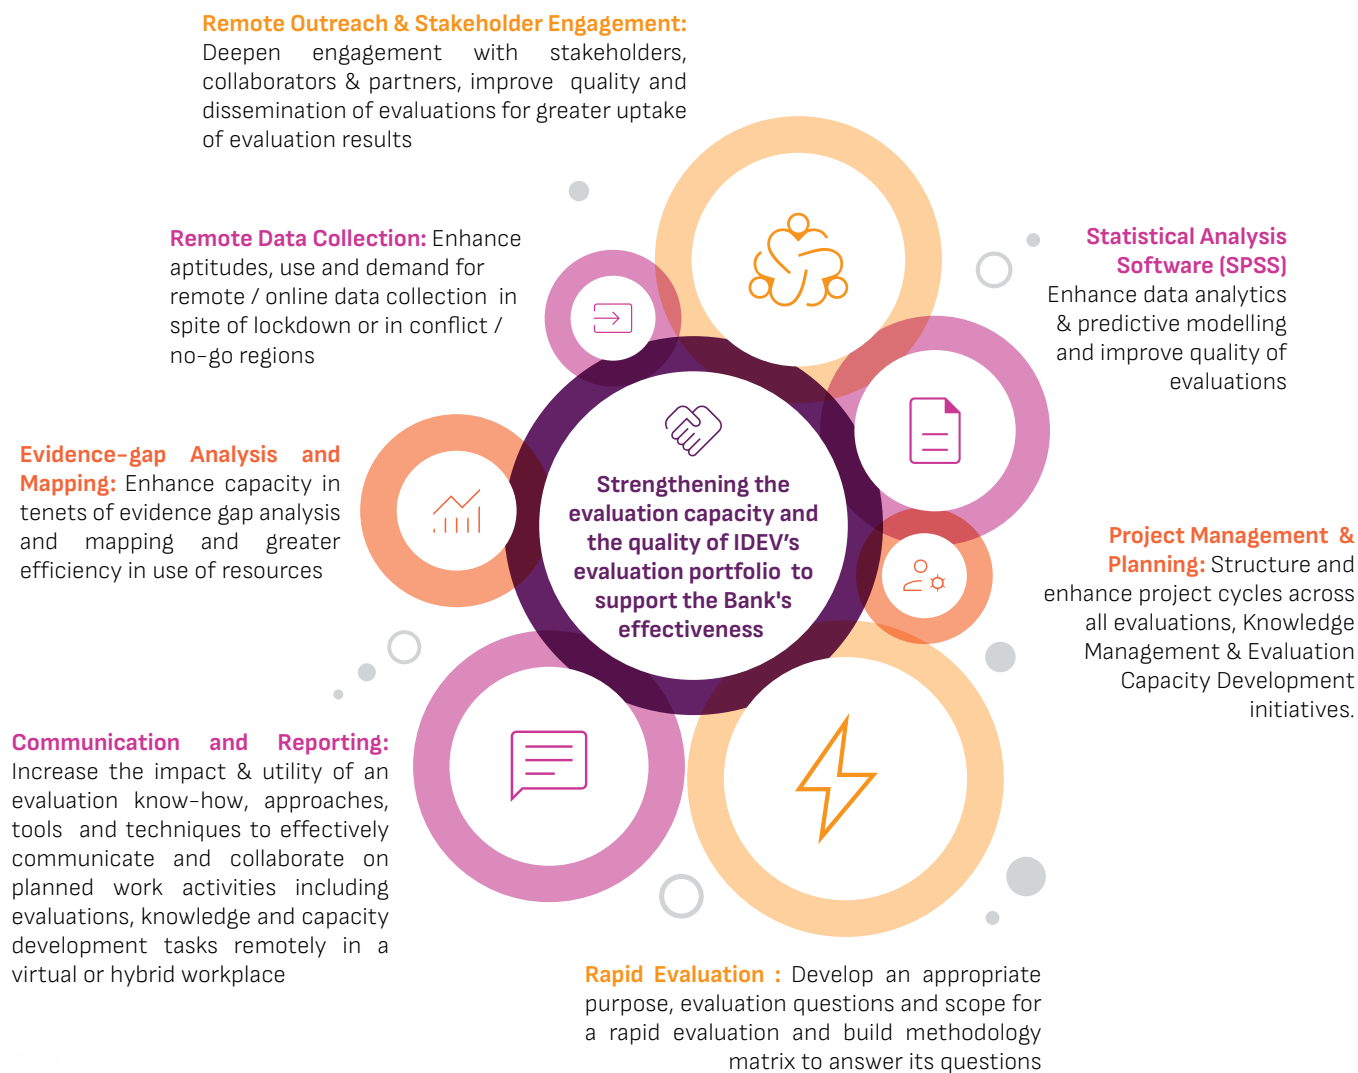 Remote Outreach & Stakeholder Engagement:
Deepen engagement with stakeholders,
collaborators & partners, improve quality and
dissemination of evaluations for greater uptake
of evaluation results
Remote Data Collection: Enhance
aptitudes, use and demand for
remote / online data collection in
spite of lockdown or in conflict /
no-go regions
Statistical Analysis
Software (SPSS)
Enhance data analytics
& predictive modelling
and improve quality of
evaluations
Evidence-gap Analysis and
Mapping: Enhance capacity in
tenets of evidence gap analysis
and mapping and greater
efficiency in use of resources
Strengthening the
evaluation capacity and
the quality of IDEV's
evaluation portfolio to
support the Bank's
effectiveness
Project Management &
Planning: Structure and
enhance project cycles across
all evaluations, Knowledge
Management & Evaluation
Capacity Development
initiatives.
Communication and Reporting:
Increase the impact & utility of an
evaluation know-how, approaches,
tools and techniques to effectively
communicate and collaborate on
planned work activities including
evaluations, knowledge and capacity
development tasks remotely in a
virtual or hybrid workplace
Rapid Evaluation : Develop an appropriate
purpose, evaluation questions and scope for
a rapid evaluation and build methodology
matrix to answer its questions